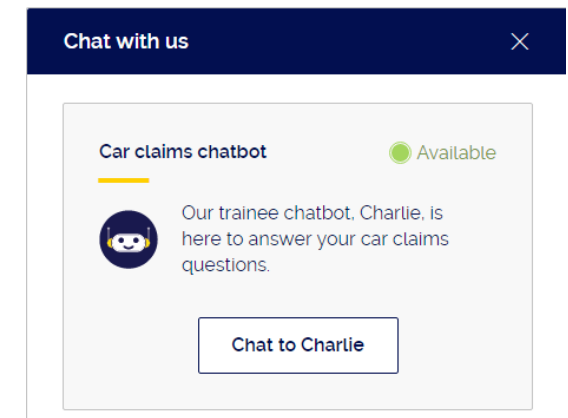 Chat with us
Car claims chatbot
Available
Our trainee chatbot, Charlie, is
here to answer your car claims
questions.
Chat to Charlie